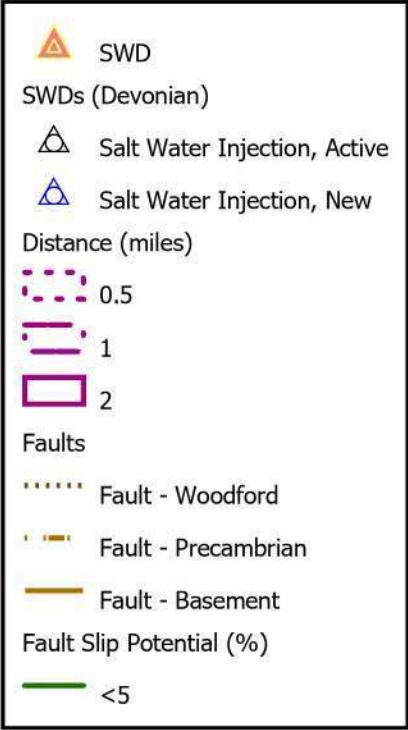 SWD
SWDs (Devonian)
Salt Water Injection, Active
Salt Water Injection, New
Distance (miles)
0.5
1
2
Faults
Fault - Woodford
Fault - Precambrian
Fault - Basement
Fault Slip Potential (%)
<5